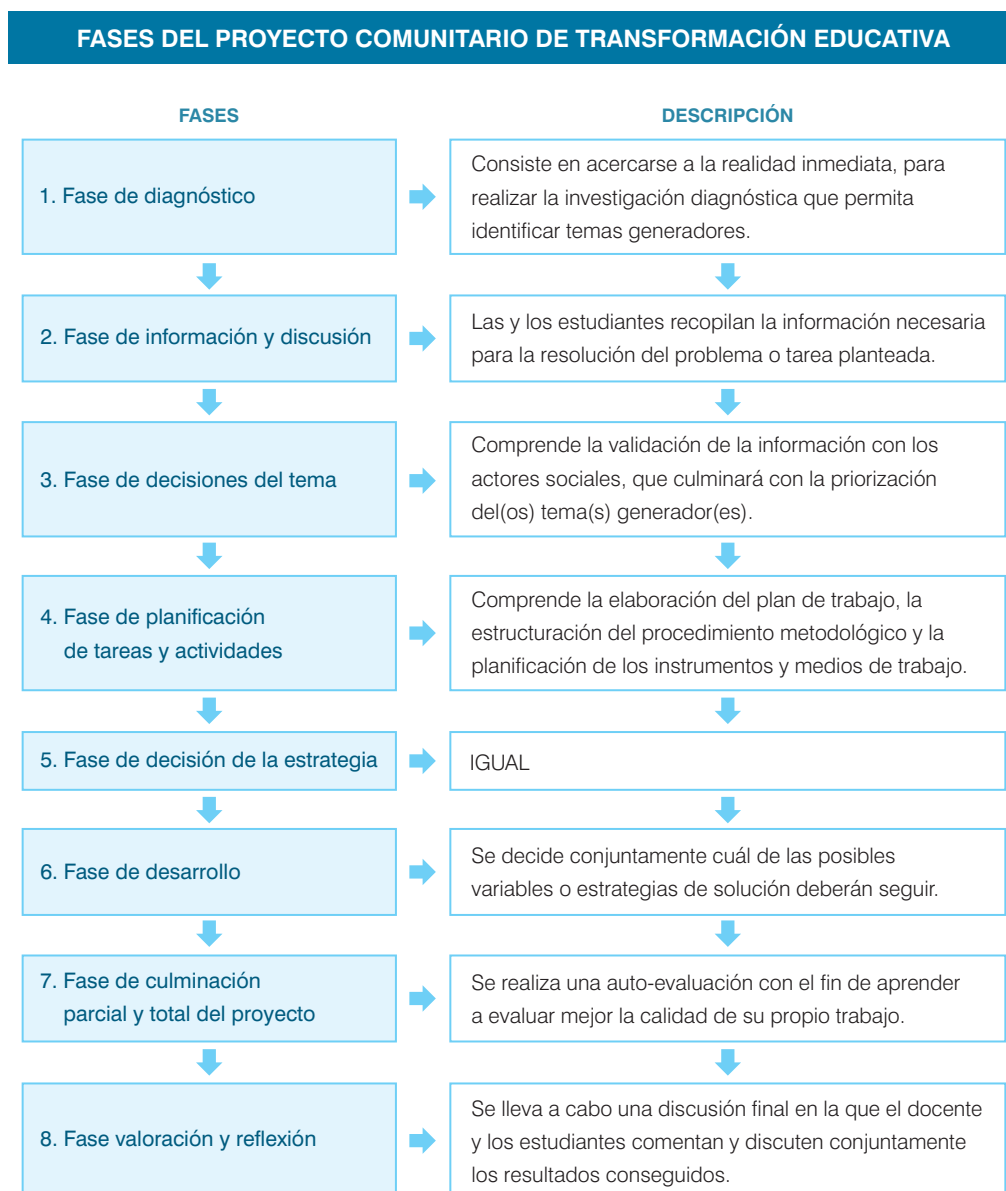 FASES DEL PROYECTO COMUNITARIO DE TRANSFORMACIÓN EDUCATIVA
FASES
DESCRIPCIÓN
1. Fase de diagnóstico
Consiste en acercarse a la realidad inmediata, para
realizar la investigación diagnóstica que permita
identificar temas generadores.
2. Fase de información y discusión
Las y los estudiantes recopilan la información necesaria
para la resolución del problema o tarea planteada.
3. Fase de decisiones del tema
Comprende la validación de la información con los
actores sociales, que culminará con la priorización
del(os) tema(s) generador(es).
4. Fase de planificación
de tareas y actividades
Comprende la elaboración del plan de trabajo, la
estructuración del procedimiento metodológico y la
planificación de los instrumentos y medios de trabajo.
5. Fase de decisión de la estrategia
IGUAL
6. Fase de desarrollo
Se decide conjuntamente cuál de las posibles
variables o estrategias de solución deberán seguir.
7. Fase de culminación
parcial y total del proyecto
Se realiza una auto-evaluación con el fin de aprender
a evaluar mejor la calidad de su propio trabajo.
8. Fase valoración y reflexión
Se lleva a cabo una discusión final en la que el docente
y los estudiantes comentan y discuten conjuntamente
los resultados conseguidos.